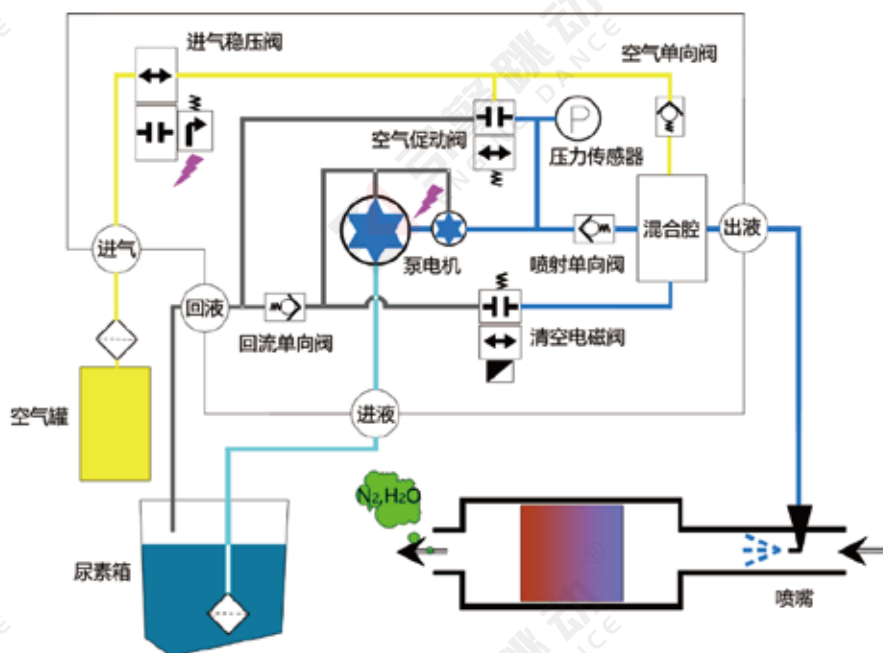 进气稳压阀
空气单向阀
空气促动阀
P
压力传感器
进气
泵电机
喷射单向阀
混合腔
出液
回液
回流单向阀
清空电磁阀
空气罐
进液
N2,H2O
尿素箱
喷嘴